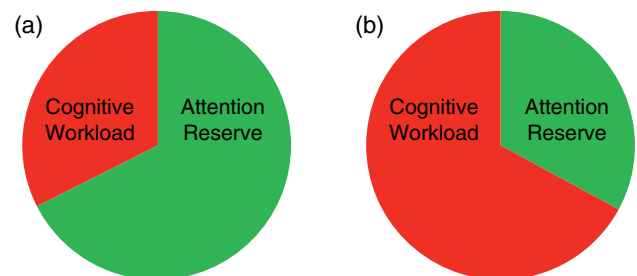 (a)
Cognitive
Workload
Attention
Reserve
(b)
Cognitive
Workload
Attention
Reserve